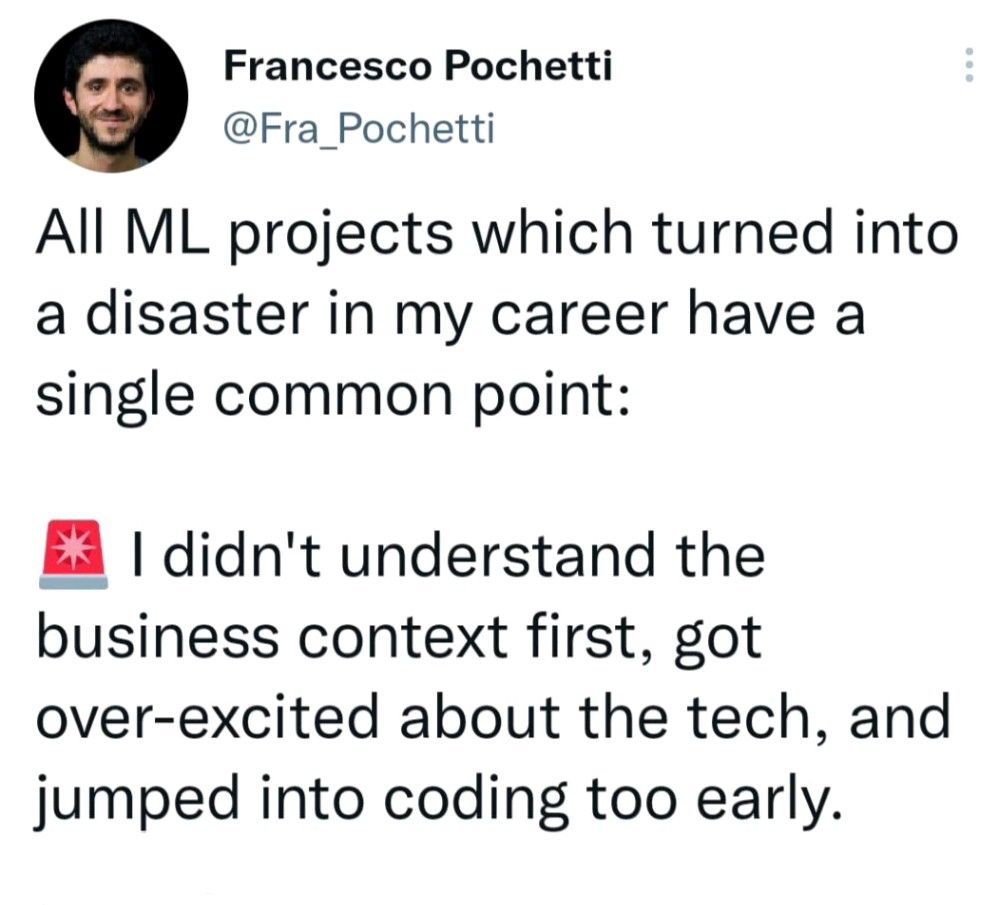 Francesco Pochetti
@Fra_Pochetti
All ML projects which turned into
a disaster in my career have a
single common point:
🚨 I didn't understand the
business context first, got
over-excited about the tech, and
jumped into coding too early.